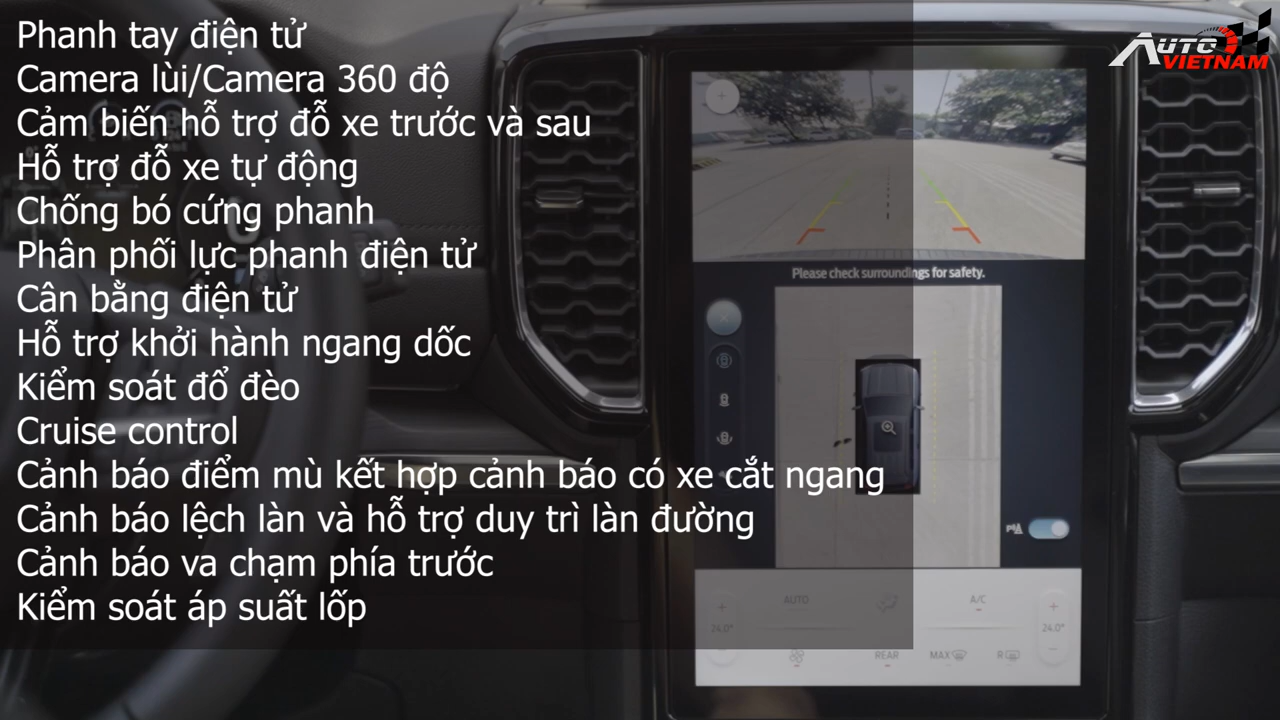 Phanh tay điện tử
Camera lùi/Camera 360 độ
Cảm biến hỗ trợ đỗ xe trước và sau
Hỗ trợ đỗ xe tự động
Chống bó cứng phanh
Phân phối lực phanh điện tử
Cân bằng điện tử
Hỗ trợ khởi hành ngang dốc
Kiểm soát đổ đèo
Cruise control
Cảnh báo điểm mù kết hợp cảnh báo có xe cắt ngang
Cảnh báo lệch làn và hỗ trợ duy trì làn đường
Cảnh báo va chạm phía trước
Kiểm soát áp suất lốp
AUTO
VIETNAM
Please check surroundings for safety.
AUTO A/C
24.0° 24.0°
REAR MAX R